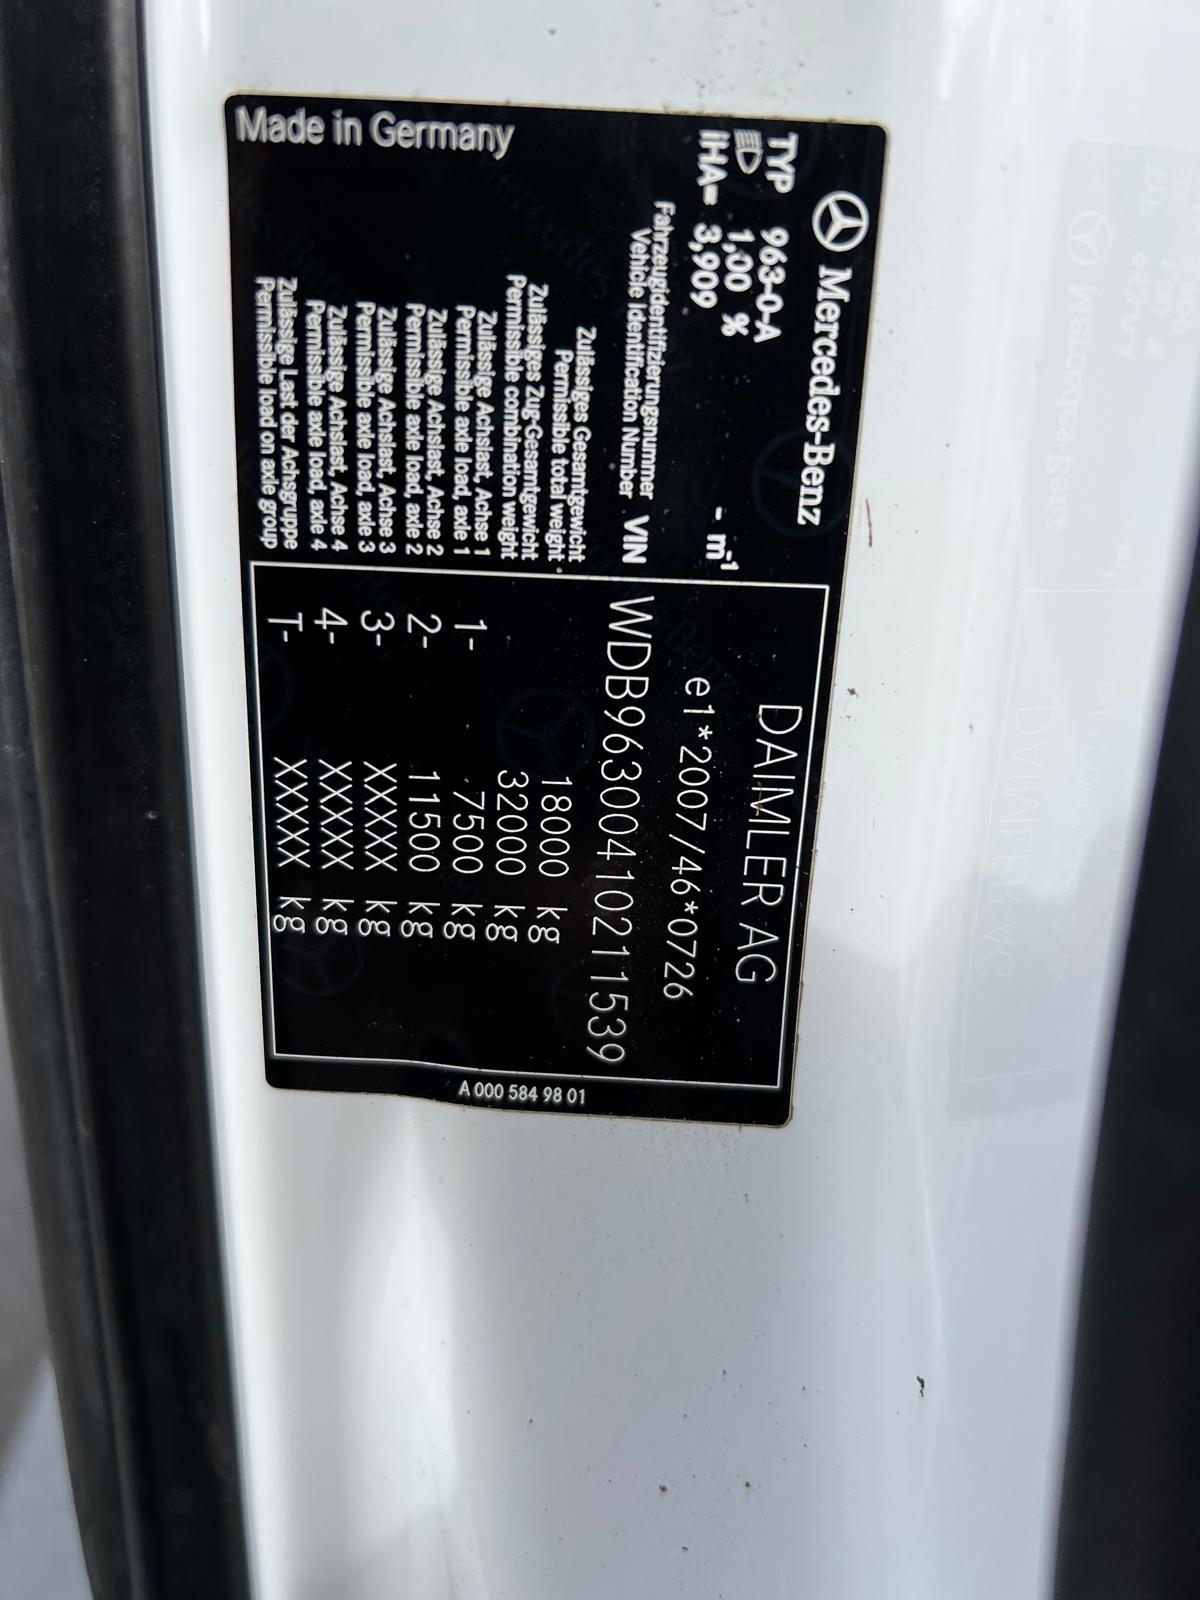 Mercedes-Benz
TYP 963-0-A
1,00 % - m⁻¹
iHA= 3,909
DAIMLER AG
e1*2007/46*0726
Fahrzeugidentifizierungsnummer
Vehicle Identification Number VIN WDB96300410211539
Zulässiges Gesamtgewicht
Permissible total weight 18000 kg
Zulässiges Zug-Gesamtgewicht
Permissible combination weight 32000 kg
Zulässige Achslast, Achse 1
Permissible axle load, axle 1 1- 7500 kg
Zulässige Achslast, Achse 2
Permissible axle load, axle 2 2- 11500 kg
Zulässige Achslast, Achse 3
Permissible axle load, axle 3 3- XXXXX kg
Zulässige Achslast, Achse 4
Permissible axle load, axle 4 4- XXXXX kg
Zulässige Last der Achsgruppe
Permissible load on axle group T- XXXXX kg
Made in Germany
A 000 584 98 01